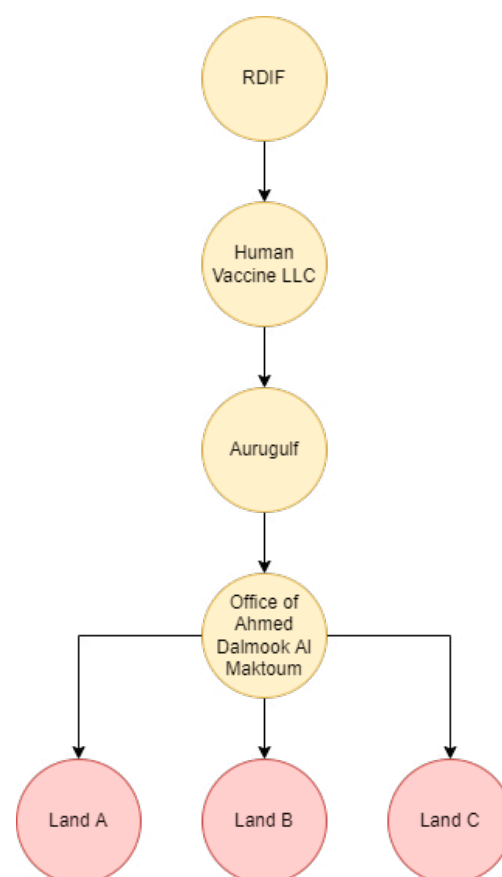 RDIF
Human
Vaccine LLC
Aurugulf
Office of
Ahmed
Dalmook Al
Maktoum
Land A
Land B
Land C